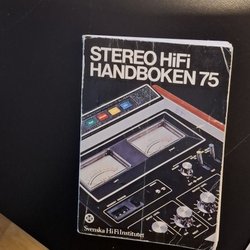 STEREO HiFi
HANDBOKEN 75
Svenska HiFi Institutet